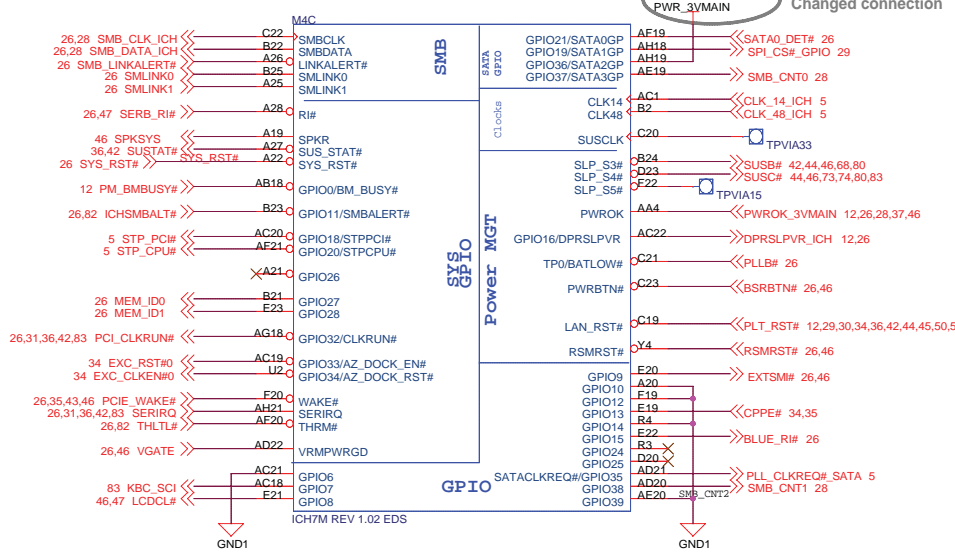 PWR_3VMAIN
Changed connection
M4C
26,28 SMB_CLK_ICH C22 SMBCLK
26,28 SMB_DATA_ICH B22 SMBDATA
26 SMB_LINKALERT# A26 LINKALERT#
26 SMLINK0 B25 SMLINK0
26 SMLINK1 A25 SMLINK1
26,47 SERB_RI# A28 RI#
46 SPKSYS A19 SPKR
36,42 SUSTAT# A27 SUS_STAT#
26 SYS_RST# SYS_RST# A22 SYS_RST#
12 PM_BMBUSY# AB18 GPIO0/BM_BUSY#
26,82 ICHSMBALT# B23 GPIO11/SMBALERT#
5 STP_PCI# AC20 GPIO18/STPPCI#
5 STP_CPU# AF21 GPIO20/STPCPU#
A21 GPIO26
26 MEM_ID0 B21 GPIO27
26 MEM_ID1 E23 GPIO28
26,31,36,42,83 PCI_CLKRUN# AG18 GPIO32/CLKRUN#
34 EXC_RST#0 AC19 GPIO33/AZ_DOCK_EN#
34 EXC_CLKEN#0 U2 GPIO34/AZ_DOCK_RST#
26,35,43,46 PCIE_WAKE# F20 WAKE#
26,31,36,42,83 SERIRQ AH21 SERIRQ
26,82 THLTL# AF20 THRM#
26,46 VGATE AD22 VRMPWRGD
AC21 GPIO6
83 KBC_SCI AC18 GPIO7
46,47 LCDCL# E21 GPIO8
GND1
ICH7M REV 1.02 EDS
SMB
SATA GPIO
Clocks
SYS GPIO
Power MGT
GPIO
GPIO21/SATA0GP AF19 SATA0_DET# 26
GPIO19/SATA1GP AH18 SPI_CS#_GPIO 29
GPIO36/SATA2GP AH19
GPIO37/SATA3GP AE19 SMB_CNT0 28
CLK14 AC1 CLK_14_ICH 5
CLK48 B2 CLK_48_ICH 5
SUSCLK C20 TPVIA33
SLP_S3# B24 SUSB# 42,44,46,68,80
SLP_S4# D23 SUSC# 44,46,73,74,80,83
SLP_S5# F22 TPVIA15
PWROK AA4 PWROK_3VMAIN 12,26,28,37,46
GPIO16/DPRSLPVR AC22 DPRSLPVR_ICH 12,26
TP0/BATLOW# C21 PLLB# 26
PWRBTN# C23 BSRBTN# 26,46
LAN_RST# C19 PLT_RST# 12,29,30,34,36,42,44,45,50,5
RSMRST# Y4 RSMRST# 26,46
GPIO9 E20 EXTSMI# 26,46
GPIO10 A20
GPIO12 F19
GPIO13 E19 CPPE# 34,35
GPIO14 R4
GPIO15 E22 BLUE_RI# 26
GPIO24 R3
GPIO25 D20
SATACLKREQ#/GPIO35 AD21 PLL_CLKREQ#_SATA 5
GPIO38 AD20 SMB_CNT1 28
GPIO39 AE20 SMB_CNT2
GND1